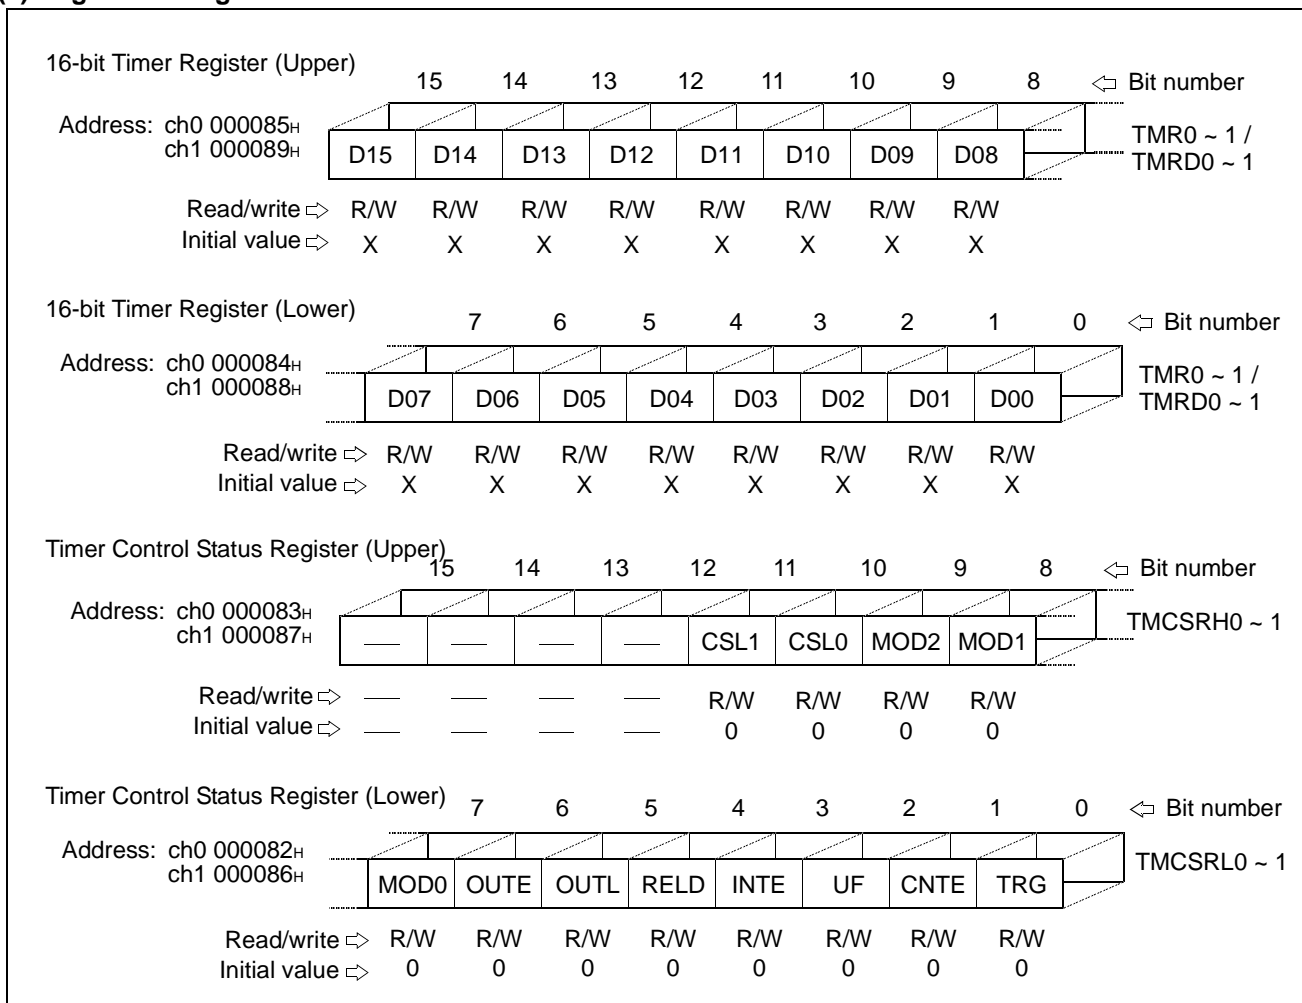 16-bit Timer Register (Upper)
15 14 13 12 11 10 9 8 ⇦ Bit number
Address: ch0 000085H
ch1 000089H
D15 D14 D13 D12 D11 D10 D09 D08
TMR0 ~ 1 /
TMRD0 ~ 1
Read/write ⇨ R/W R/W R/W R/W R/W R/W R/W R/W
Initial value ⇨ X X X X X X X X
16-bit Timer Register (Lower)
7 6 5 4 3 2 1 0 ⇦ Bit number
Address: ch0 000084H
ch1 000088H
D07 D06 D05 D04 D03 D02 D01 D00
TMR0 ~ 1 /
TMRD0 ~ 1
Read/write ⇨ R/W R/W R/W R/W R/W R/W R/W R/W
Initial value ⇨ X X X X X X X X
Timer Control Status Register (Upper)
15 14 13 12 11 10 9 8 ⇦ Bit number
Address: ch0 000083H
ch1 000087H
— — — — CSL1 CSL0 MOD2 MOD1
TMCSRH0 ~ 1
Read/write ⇨ — — — — R/W R/W R/W R/W
Initial value ⇨ — — — — 0 0 0 0
Timer Control Status Register (Lower)
7 6 5 4 3 2 1 0 ⇦ Bit number
Address: ch0 000082H
ch1 000086H
MOD0 OUTE OUTL RELD INTE UF CNTE TRG
TMCSRL0 ~ 1
Read/write ⇨ R/W R/W R/W R/W R/W R/W R/W R/W
Initial value ⇨ 0 0 0 0 0 0 0 0